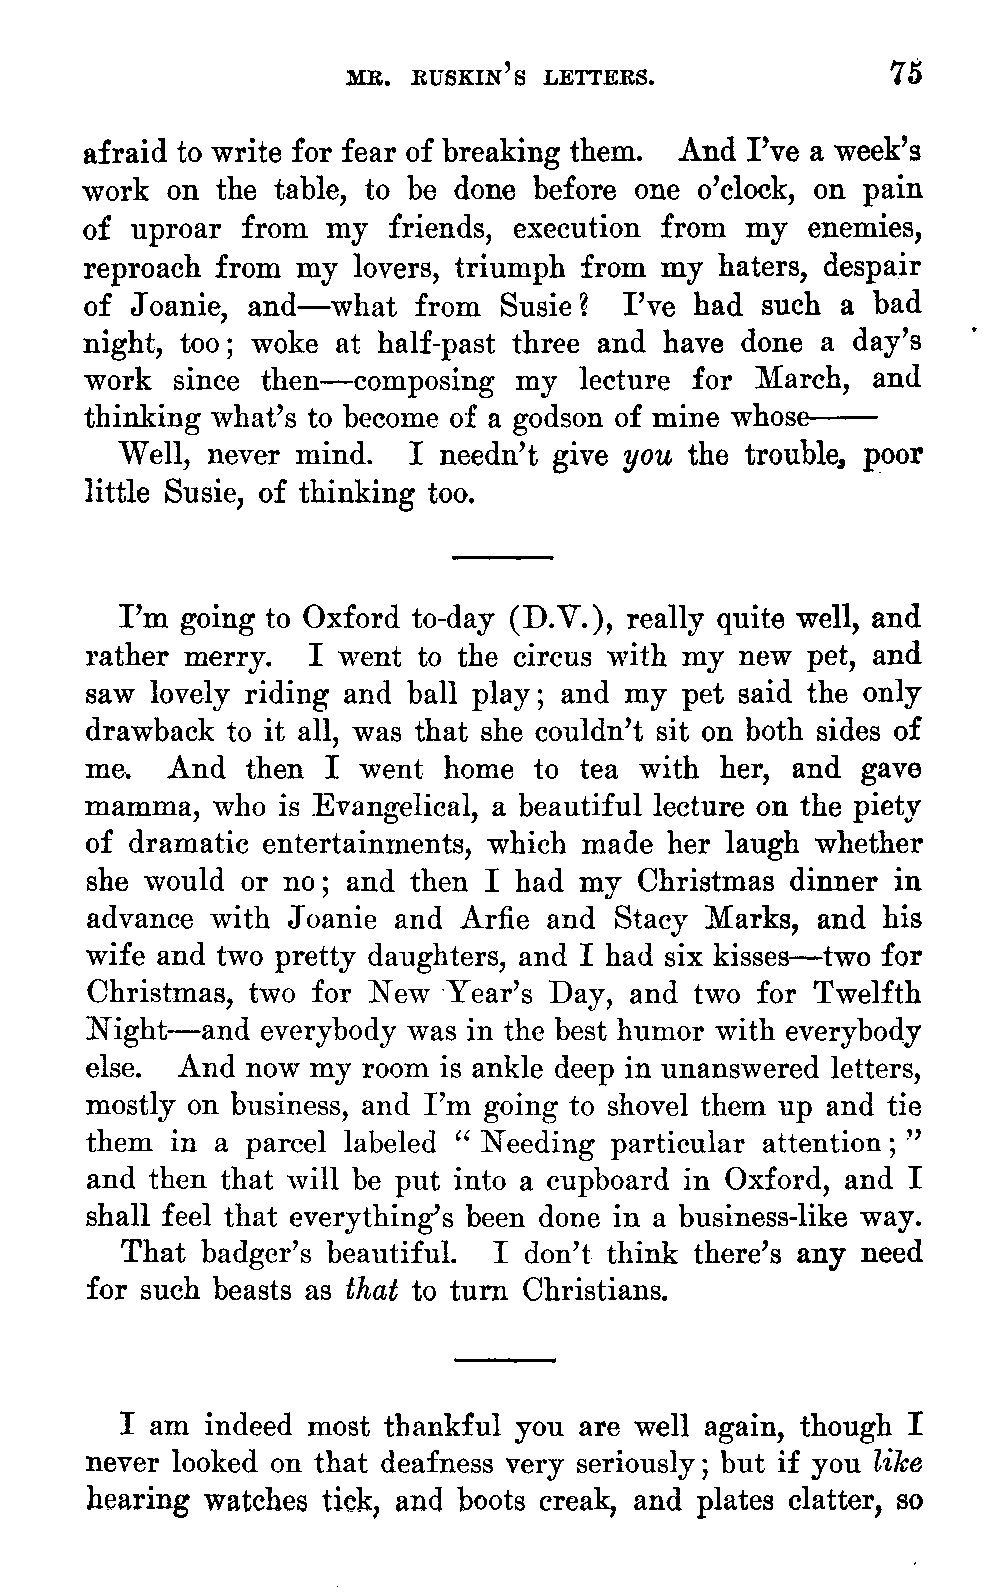 MR. RUSKIN'S LETTERS. 75
afraid to write for fear of breaking them. And I've a week's
work on the table, to be done before one o'clock, on pain
of uproar from my friends, execution from my enemies,
reproach from my lovers, triumph from my haters, despair
of Joanie, and—what from Susie? I've had such a bad
night, too; woke at half-past three and have done a day's
work since then—composing my lecture for March, and
thinking what's to become of a godson of mine whose——
Well, never mind. I needn't give you the trouble, poor
little Susie, of thinking too.
I'm going to Oxford to-day (D.V.), really quite well, and
rather merry. I went to the circus with my new pet, and
saw lovely riding and ball play; and my pet said the only
drawback to it all, was that she couldn't sit on both sides of
me. And then I went home to tea with her, and gave
mamma, who is Evangelical, a beautiful lecture on the piety
of dramatic entertainments, which made her laugh whether
she would or no; and then I had my Christmas dinner in
advance with Joanie and Arfie and Stacy Marks, and his
wife and two pretty daughters, and I had six kisses—two for
Christmas, two for New Year's Day, and two for Twelfth
Night—and everybody was in the best humor with everybody
else. And now my room is ankle deep in unanswered letters,
mostly on business, and I'm going to shovel them up and tie
them in a parcel labeled "Needing particular attention;"
and then that will be put into a cupboard in Oxford, and I
shall feel that everything's been done in a business-like way.
That badger's beautiful. I don't think there's any need
for such beasts as that to turn Christians.
I am indeed most thankful you are well again, though I
never looked on that deafness very seriously; but if you like
hearing watches tick, and boots creak, and plates clatter, so